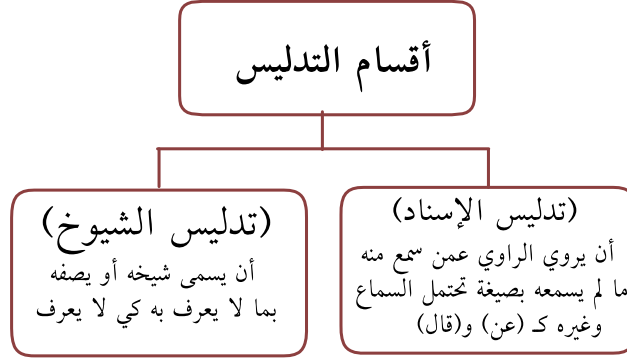 أقسام التدليس
(تدليس الإسناد)
أن يروي الراوي عمن سمع منه
ما لم يسمعه بصيغة تحتمل السماع
وغيره كـ (عن) و(قال)
(تدليس الشيوخ)
أن يسمى شيخه أو يصفه
بما لا يعرف به كي لا يعرف